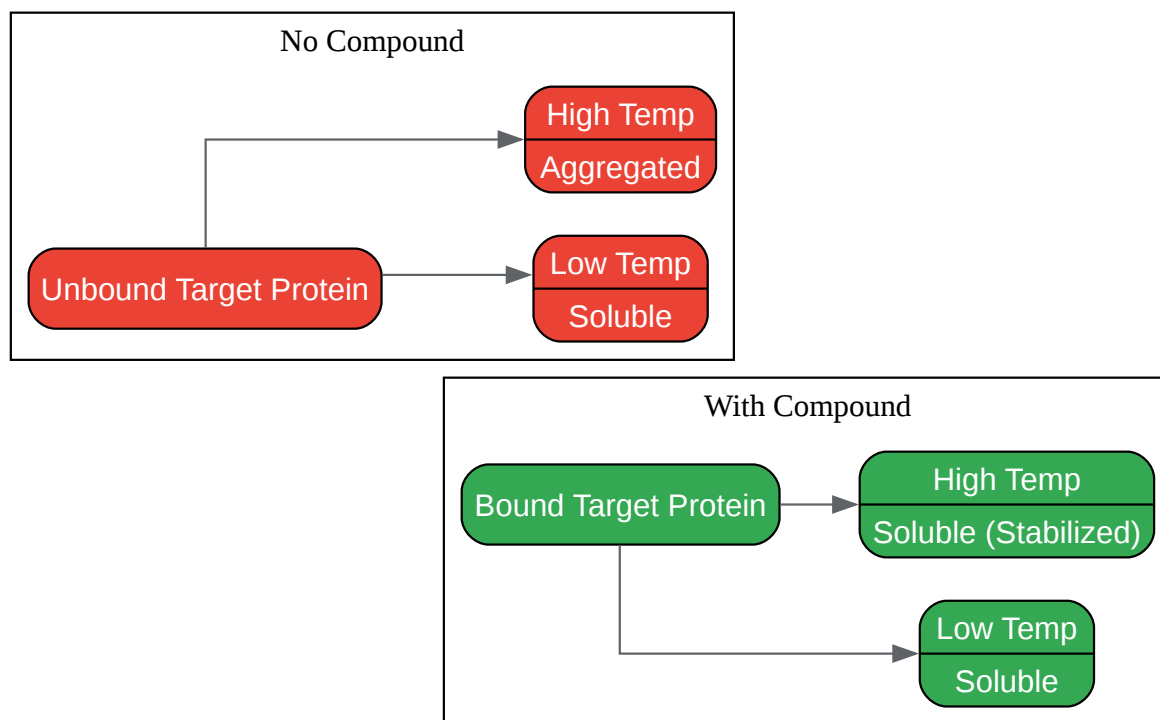 No Compound
High Temp
Aggregated
Unbound Target Protein
Low Temp
Soluble
With Compound
Bound Target Protein
High Temp
Soluble (Stabilized)
Low Temp
Soluble